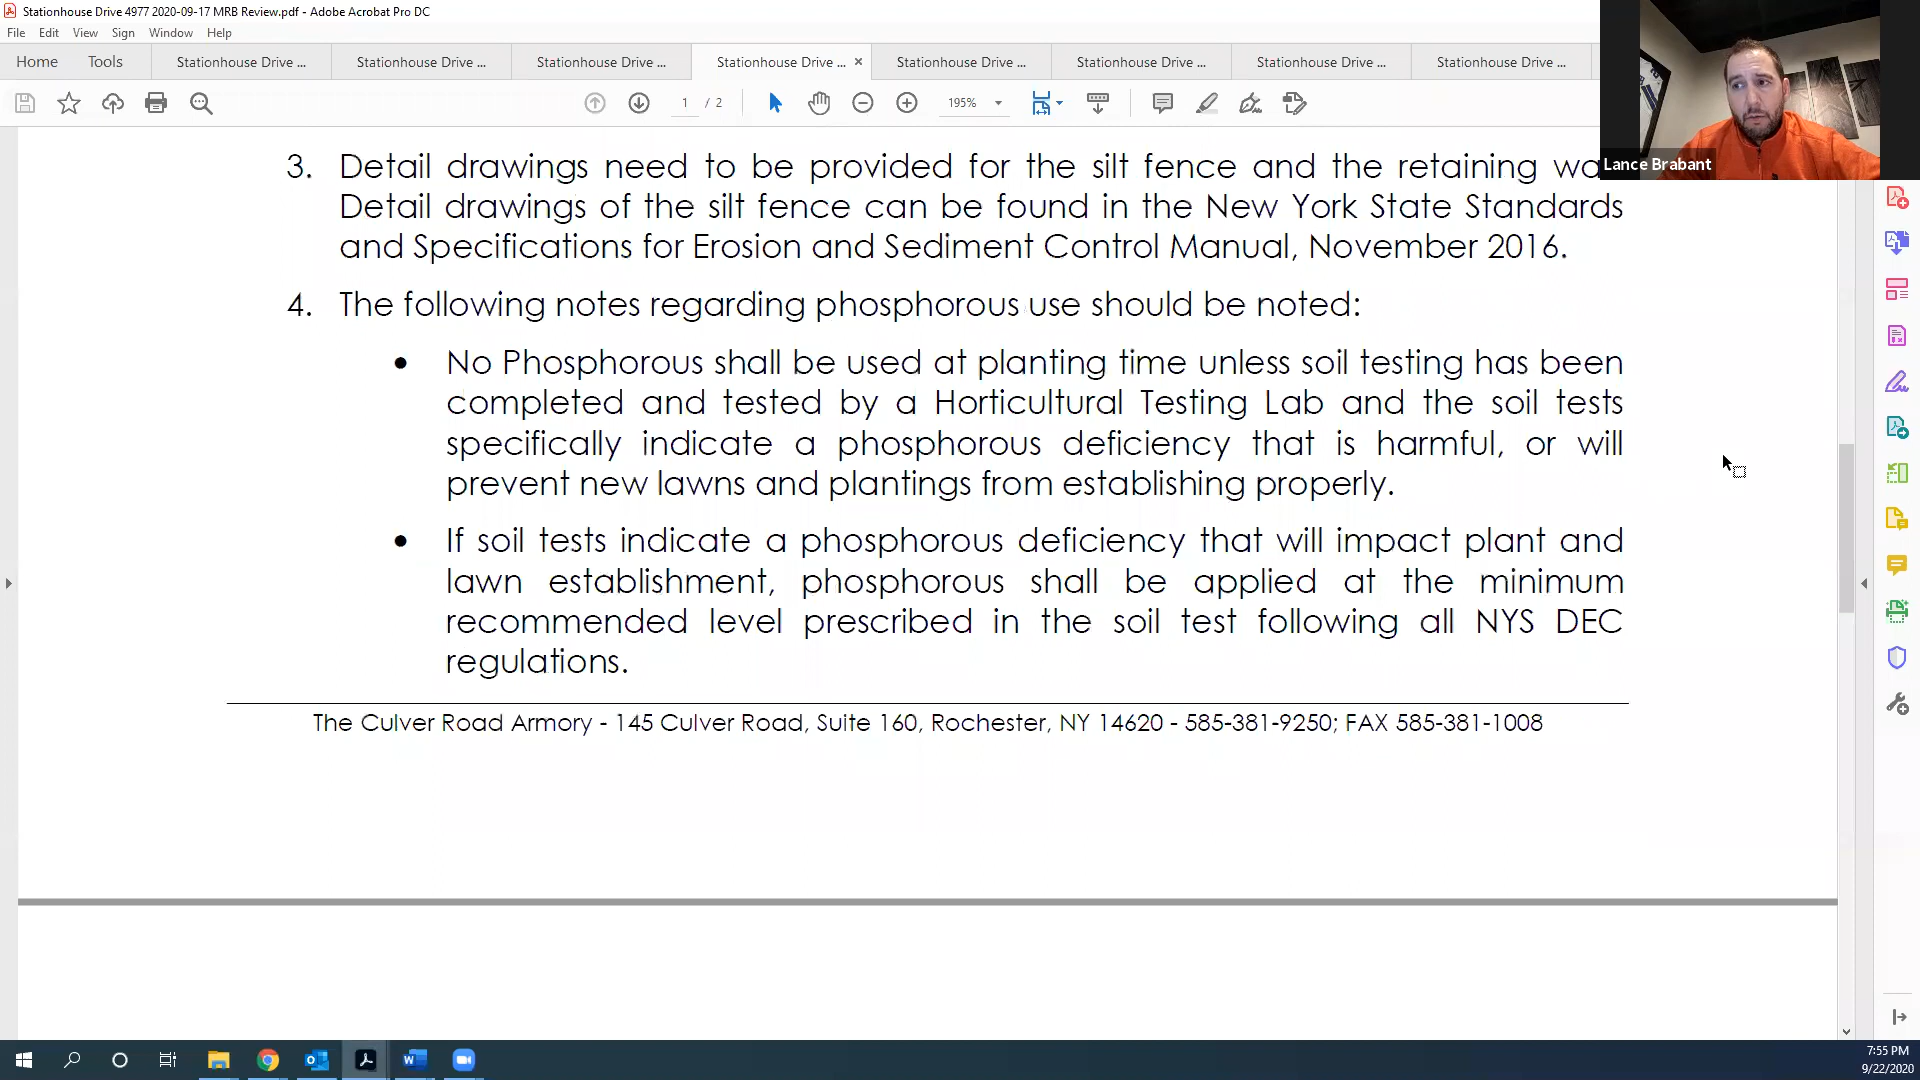 Stationhouse Drive 4977 2020-09-17 MRB Review.pdf - Adobe Acrobat Pro DC
File Edit View Sign Window Help
Home Tools Stationhouse Drive ... Stationhouse Drive ... Stationhouse Drive ... Stationhouse Drive ... × Stationhouse Drive ... Stationhouse Drive ... Stationhouse Drive ... Stationhouse Drive ...
1 / 2 195%
Lance Brabant
3. Detail drawings need to be provided for the silt fence and the retaining
Detail drawings of the silt fence can be found in the New York State Standards
and Specifications for Erosion and Sediment Control Manual, November 2016.
4. The following notes regarding phosphorous use should be noted:
• No Phosphorous shall be used at planting time unless soil testing has been
completed and tested by a Horticultural Testing Lab and the soil tests
specifically indicate a phosphorous deficiency that is harmful, or will
prevent new lawns and plantings from establishing properly.
• If soil tests indicate a phosphorous deficiency that will impact plant and
lawn establishment, phosphorous shall be applied at the minimum
recommended level prescribed in the soil test following all NYS DEC
regulations.
The Culver Road Armory - 145 Culver Road, Suite 160, Rochester, NY 14620 - 585-381-9250; FAX 585-381-1008
7:55 PM
9/22/2020